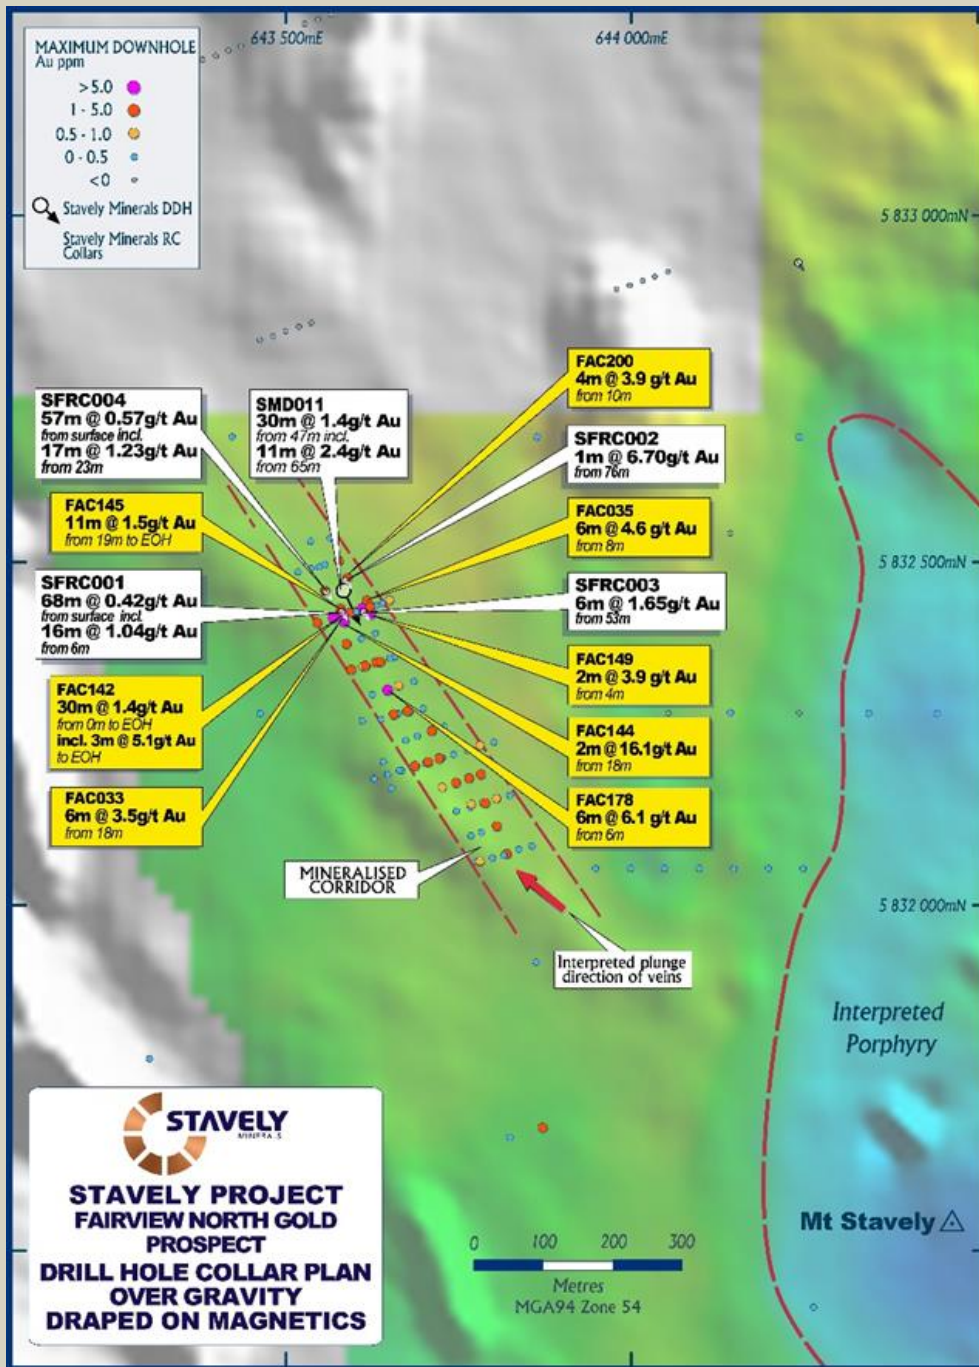 643 500mE
644 000mE
MAXIMUM DOWNHOLE
Au ppm
>5.0
1 - 5.0
0.5 - 1.0
0 - 0.5
<0
Stavely Minerals DDH
Stavely Minerals RC
Collars
5 833 000mN
FAC200
4m @ 3.9 g/t Au
from 10m
SFRC004
57m @ 0.57g/t Au
from surface incl.
17m @ 1.23g/t Au
from 23m
SMD011
30m @ 1.4g/t Au
from 47m incl.
11m @ 2.4g/t Au
from 65m
SFRC002
1m @ 6.70g/t Au
from 76m
FAC145
11m @ 1.5g/t Au
from 19m to EOH
FAC035
6m @ 4.6 g/t Au
from 8m
5 832 500mN
SFRC001
68m @ 0.42g/t Au
from surface incl.
16m @ 1.04g/t Au
from 6m
SFRC003
6m @ 1.65g/t Au
from 53m
FAC149
2m @ 3.9 g/t Au
from 4m
FAC142
30m @ 1.4g/t Au
from 0m to EOH
incl. 3m @ 5.1g/t Au
to EOH
FAC144
2m @ 16.1g/t Au
from 18m
FAC033
6m @ 3.5g/t Au
from 18m
FAC178
6m @ 6.1 g/t Au
from 6m
MINERALISED
CORRIDOR
5 832 000mN
Interpreted plunge
direction of veins
Interpreted
Porphyry
STAVELY
MINERALS
STAVELY PROJECT
FAIRVIEW NORTH GOLD
PROSPECT
DRILL HOLE COLLAR PLAN
OVER GRAVITY
DRAPED ON MAGNETICS
Mt Stavely
0 100 200 300
Metres
MGA94 Zone 54